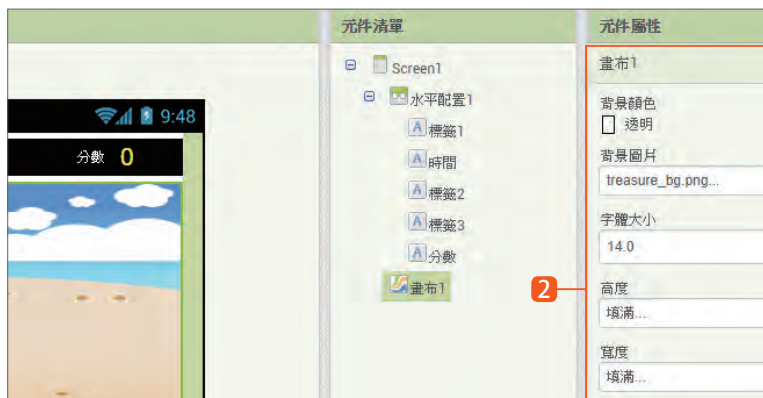 元件清單
元件屬性
Screen1
水平配置1
標籤1
時間
標籤2
標籤3
分數
畫布1
9:48
分數 0
2
畫布1
背景顏色
透明
背景圖片
treasure_bg.png...
字體大小
14.0
高度
填滿...
寬度
填滿...